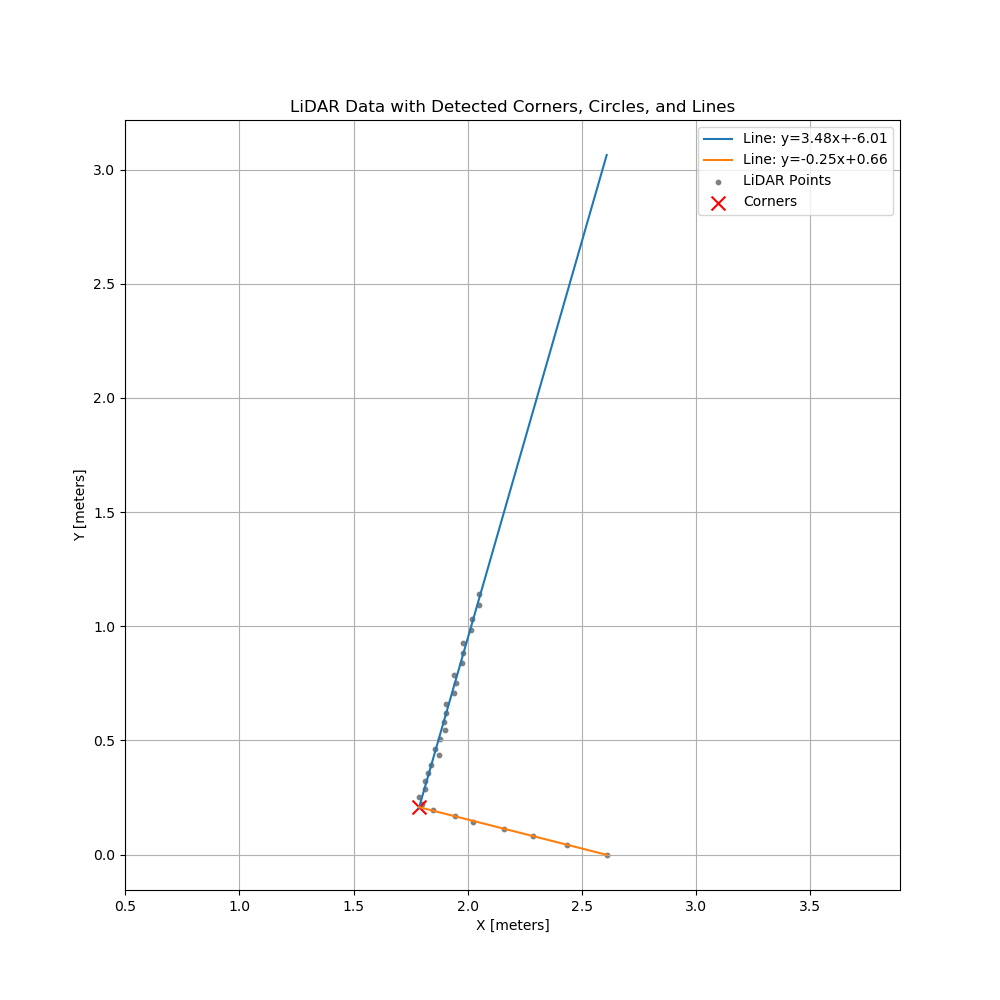 LiDAR Data with Detected Corners, Circles, and Lines
Line: y=3.48x+-6.01
Line: y=-0.25x+0.66
LiDAR Points
Corners
3.0
2.5
2.0
1.5
1.0
0.5
0.0
Y [meters]
0.5 1.0 1.5 2.0 2.5 3.0 3.5
X [meters]